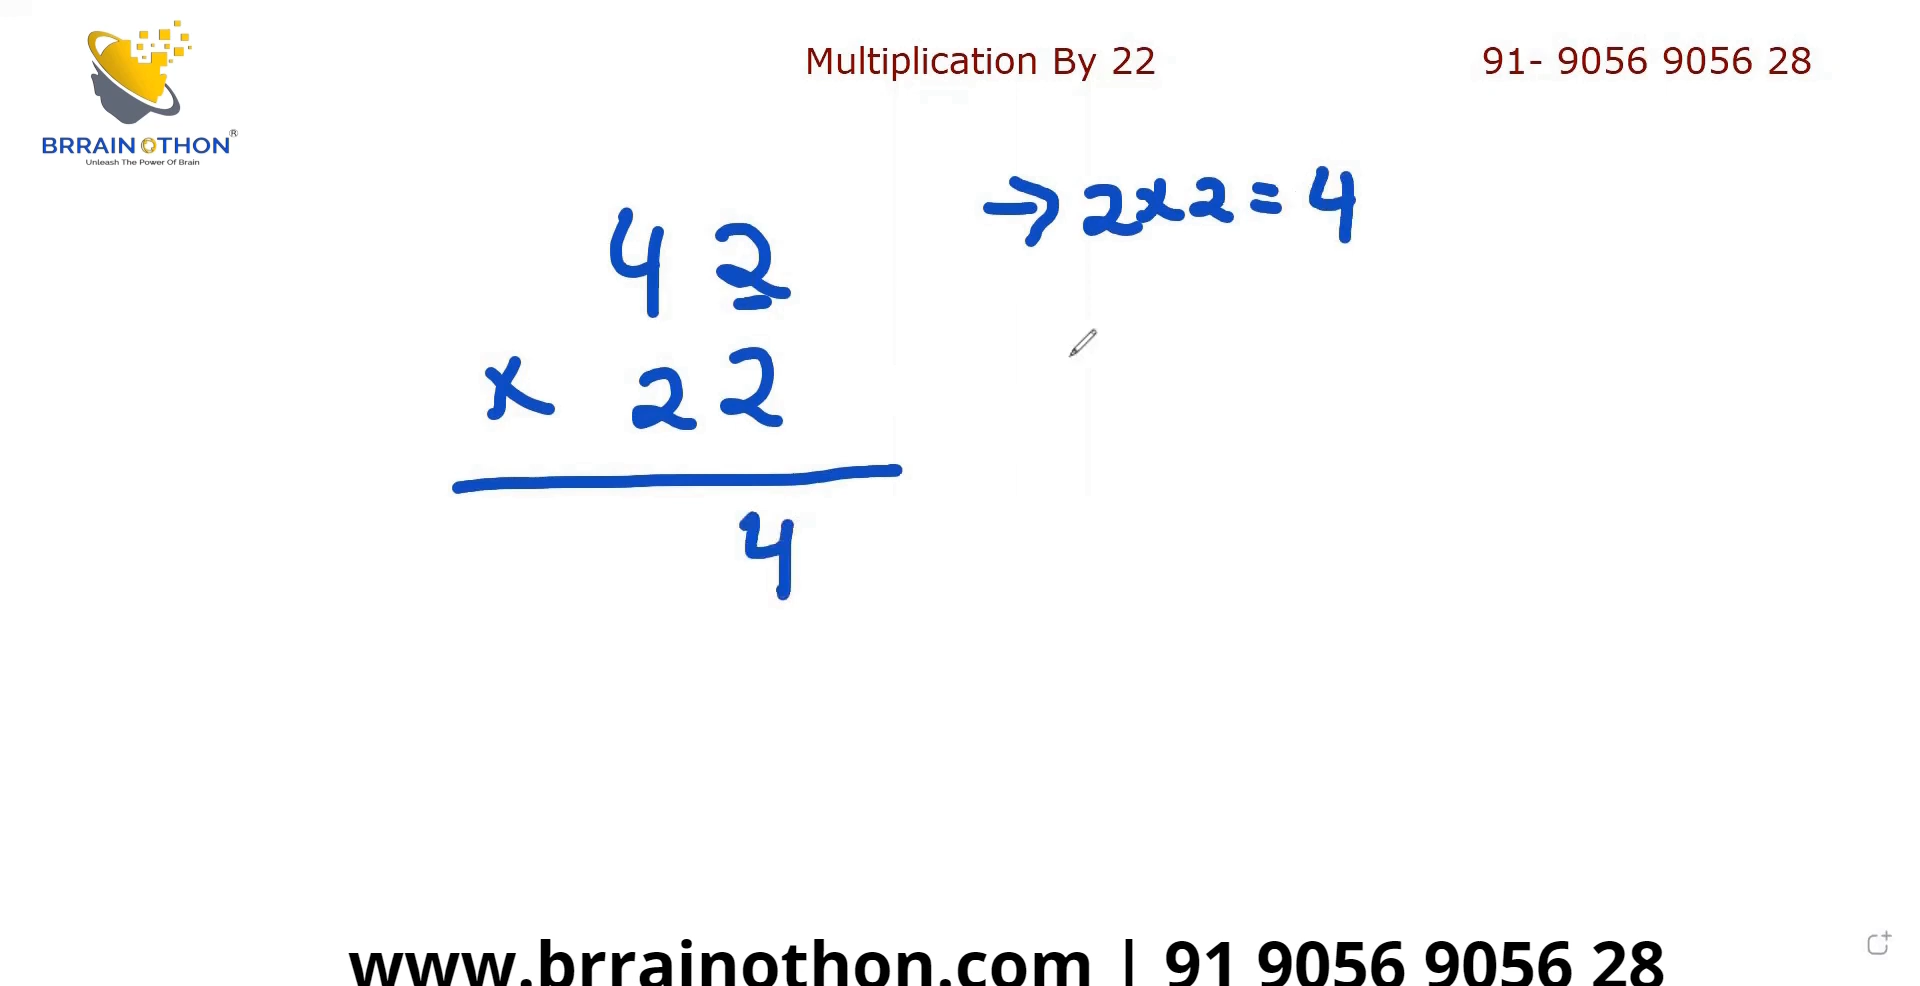 BRRAIN OTHON®
Unleash The Power Of Brain
Multiplication By 22
91- 9056 9056 28
→ 2x2=4
42
x 22
4
www.brrainothon.com | 91 9056 9056 28